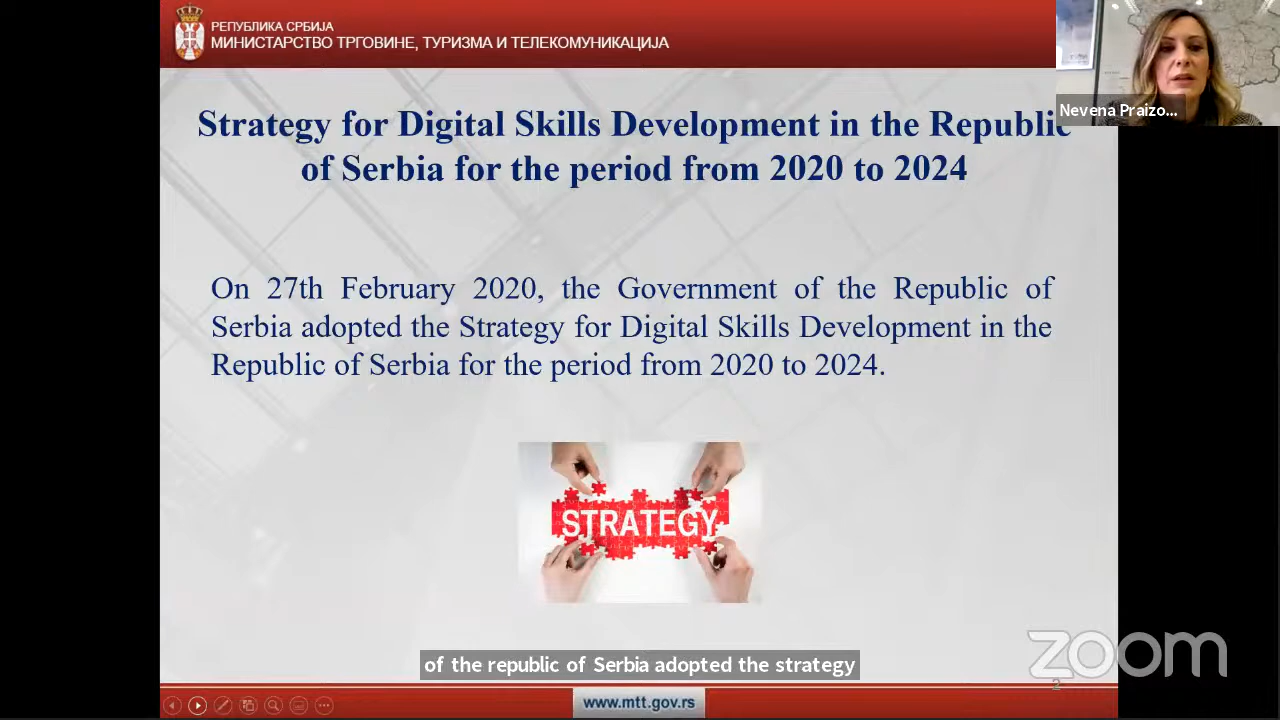 РЕПУБЛИКА СРБИЈА
МИНИСТАРСТВО ТРГОВИНЕ, ТУРИЗМА И ТЕЛЕКОМУНИКАЦИЈА
Nevena Praizo...
Strategy for Digital Skills Development in the Republic
of Serbia for the period from 2020 to 2024
On 27th February 2020, the Government of the Republic of
Serbia adopted the Strategy for Digital Skills Development in the
Republic of Serbia for the period from 2020 to 2024.
STRATEGY
of the republic of Serbia adopted the strategy
zoom
2
www.mtt.gov.rs